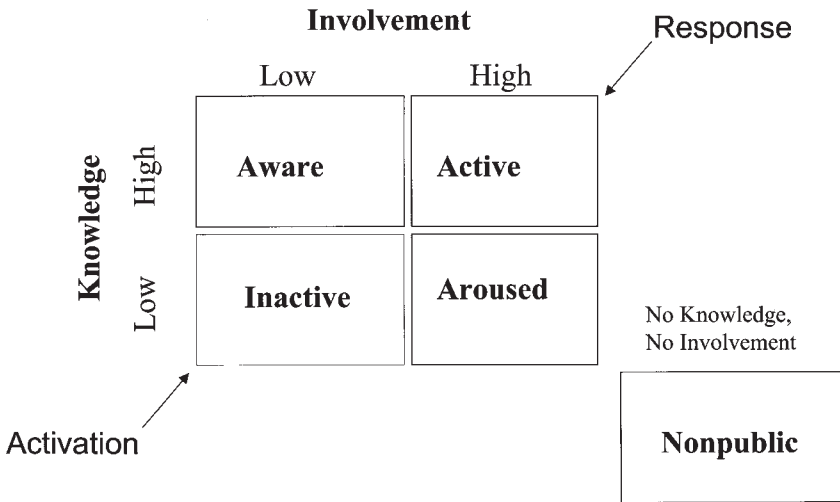 Involvement
Response
Low High
Knowledge
High
Aware Active
Low
Inactive Aroused
No Knowledge,
No Involvement
Activation
Nonpublic